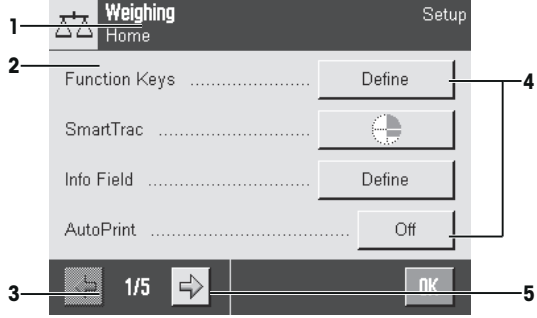 Weighing
Setup
1
Home
2
Function Keys ........................ Define
4
SmartTrac ..............................
Info Field ................................ Define
AutoPrint ........................................ Off
3
1/5
OK
5